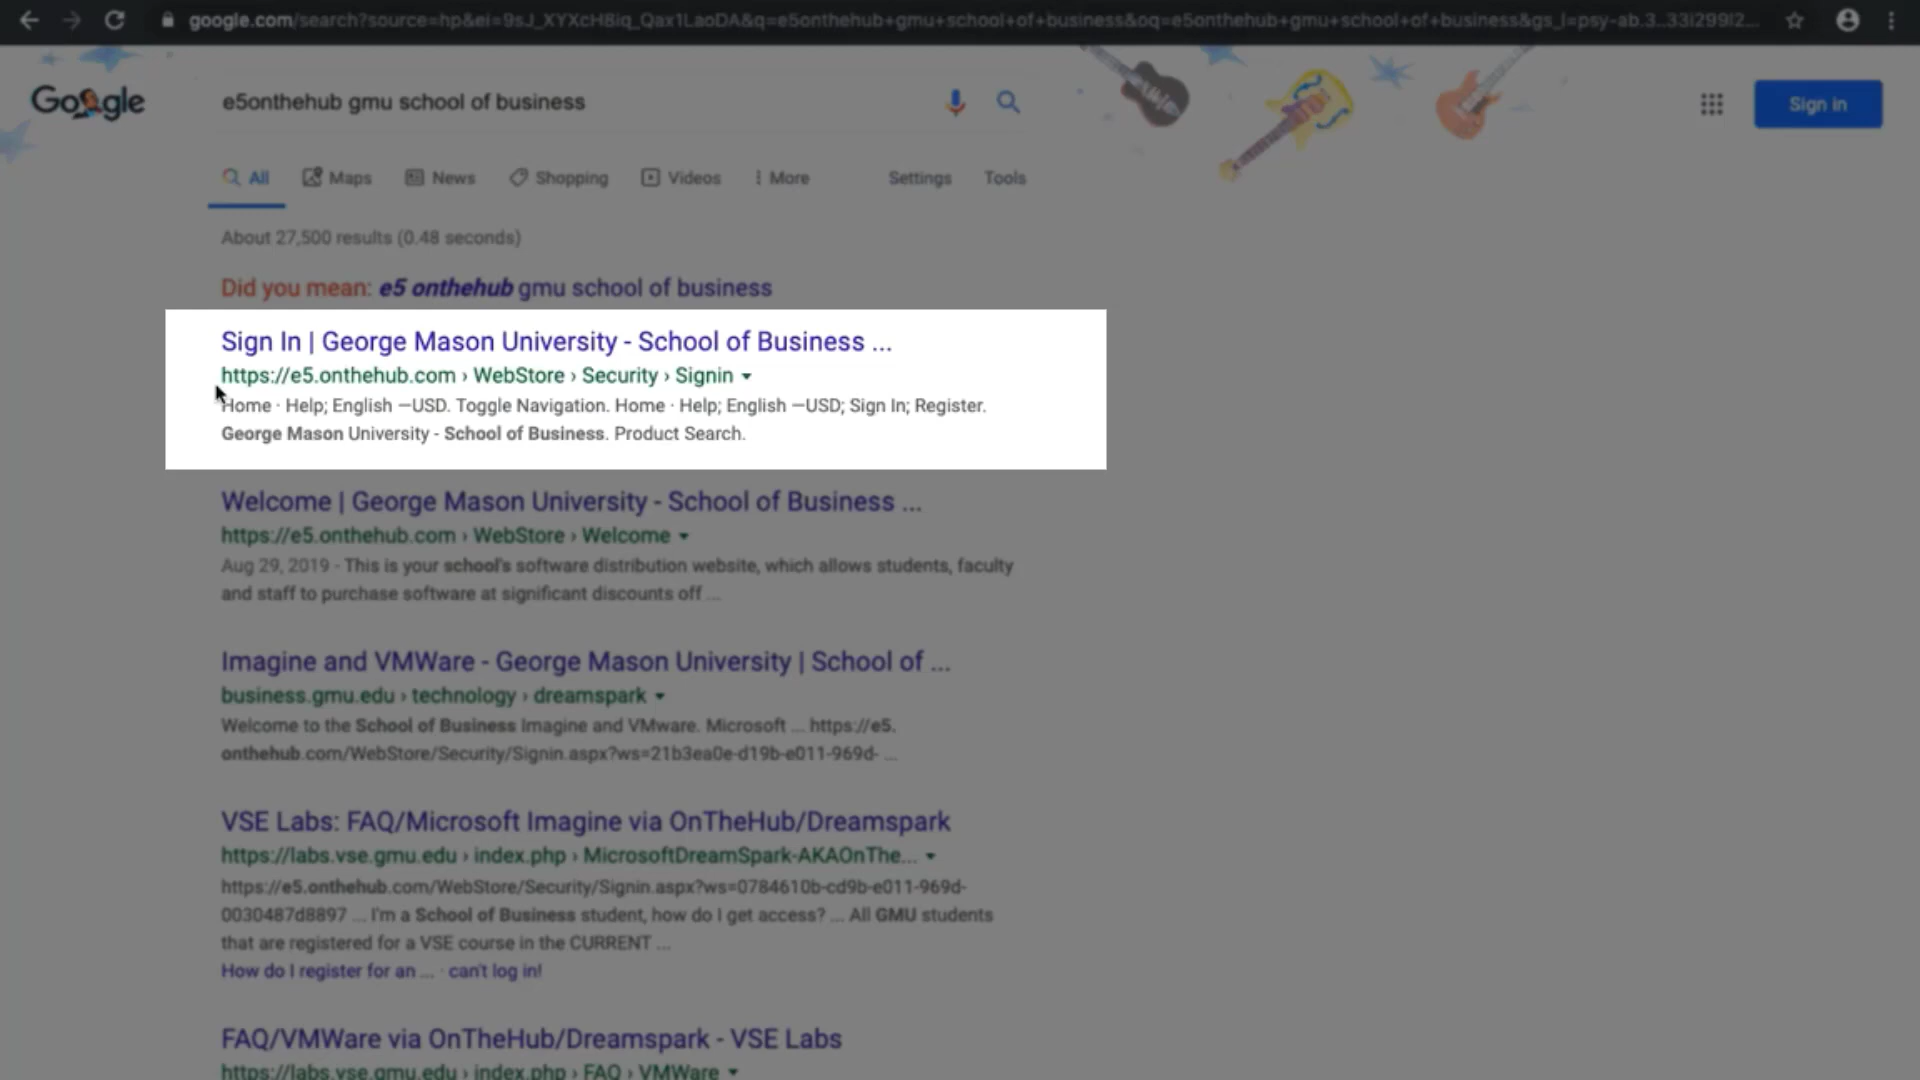 google.com/search?source=hp&ei=9sJ_XYXcH8iq_Qax1LaoDA&q=e5onthehub+gmu+school+of+business&oq=e5onthehub+gmu+school+of+business&gs_l=psy-ab.3..33i299l2...
Google
e5onthehub gmu school of business
Sign in
All Maps News Shopping Videos More Settings Tools
About 27,500 results (0.48 seconds)
Did you mean: e5 onthehub gmu school of business
Sign In | George Mason University - School of Business ...
https://e5.onthehub.com › WebStore › Security › Signin
Home · Help; English —USD. Toggle Navigation. Home · Help; English —USD; Sign In; Register.
George Mason University - School of Business. Product Search.
Welcome | George Mason University - School of Business ...
https://e5.onthehub.com › WebStore › Welcome
Aug 29, 2019 - This is your school's software distribution website, which allows students, faculty
and staff to purchase software at significant discounts off ...
Imagine and VMWare - George Mason University | School of ...
business.gmu.edu › technology › dreamspark
Welcome to the School of Business Imagine and VMware. Microsoft ... https://e5.
onthehub.com/WebStore/Security/Signin.aspx?ws=21b3ea0e-d19b-e011-969d- ...
VSE Labs: FAQ/Microsoft Imagine via OnTheHub/Dreamspark
https://labs.vse.gmu.edu › index.php › MicrosoftDreamSpark-AKAOnThe...
https://e5.onthehub.com/WebStore/Security/Signin.aspx?ws=0784610b-cd9b-e011-969d-
0030487d8897 ... I'm a School of Business student, how do I get access? ... All GMU students
that are registered for a VSE course in the CURRENT ...
How do I register for an ... · can't log in!
FAQ/VMWare via OnTheHub/Dreamspark - VSE Labs
https://labs.vse.gmu.edu › index.php › FAQ › VMWare